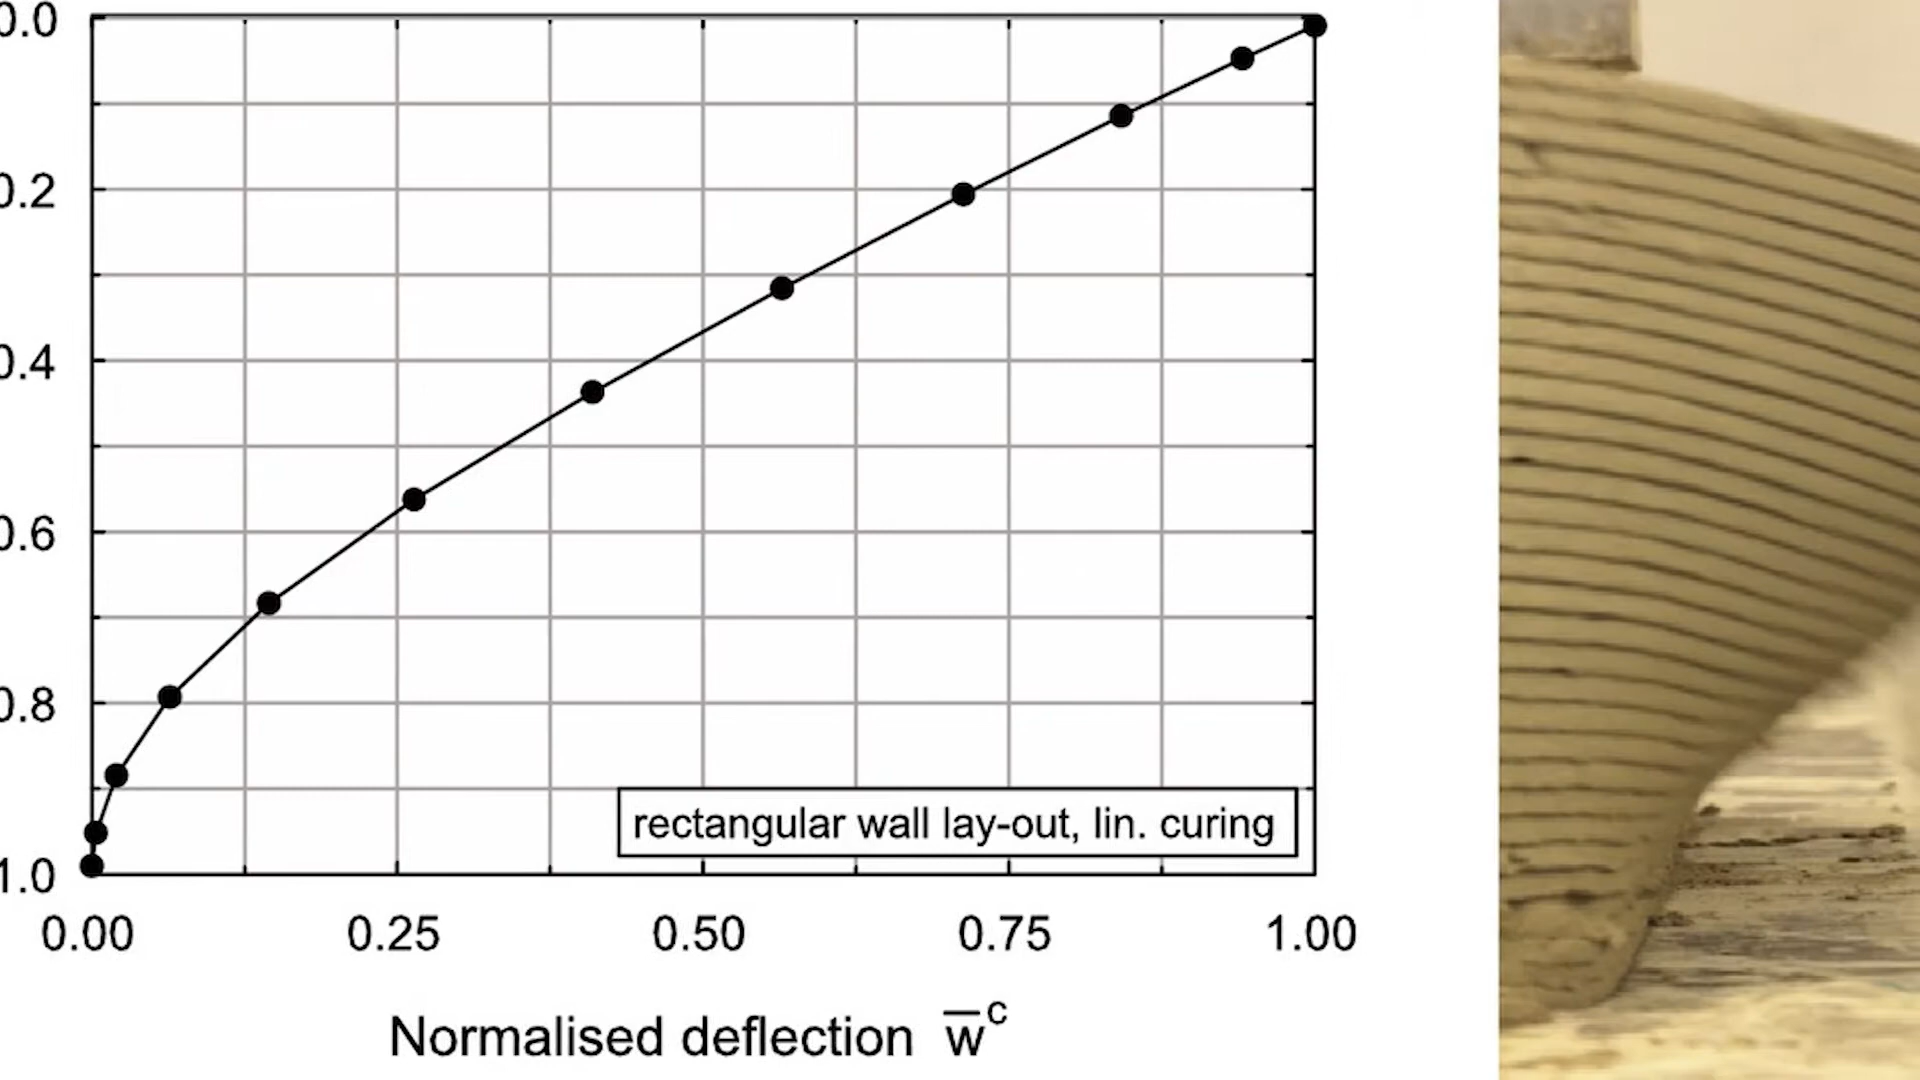 0.0
0.2
0.4
0.6
0.8
1.0
rectangular wall lay-out, lin. curing
0.00 0.25 0.50 0.75 1.00
Normalised deflection w̅ᶜ